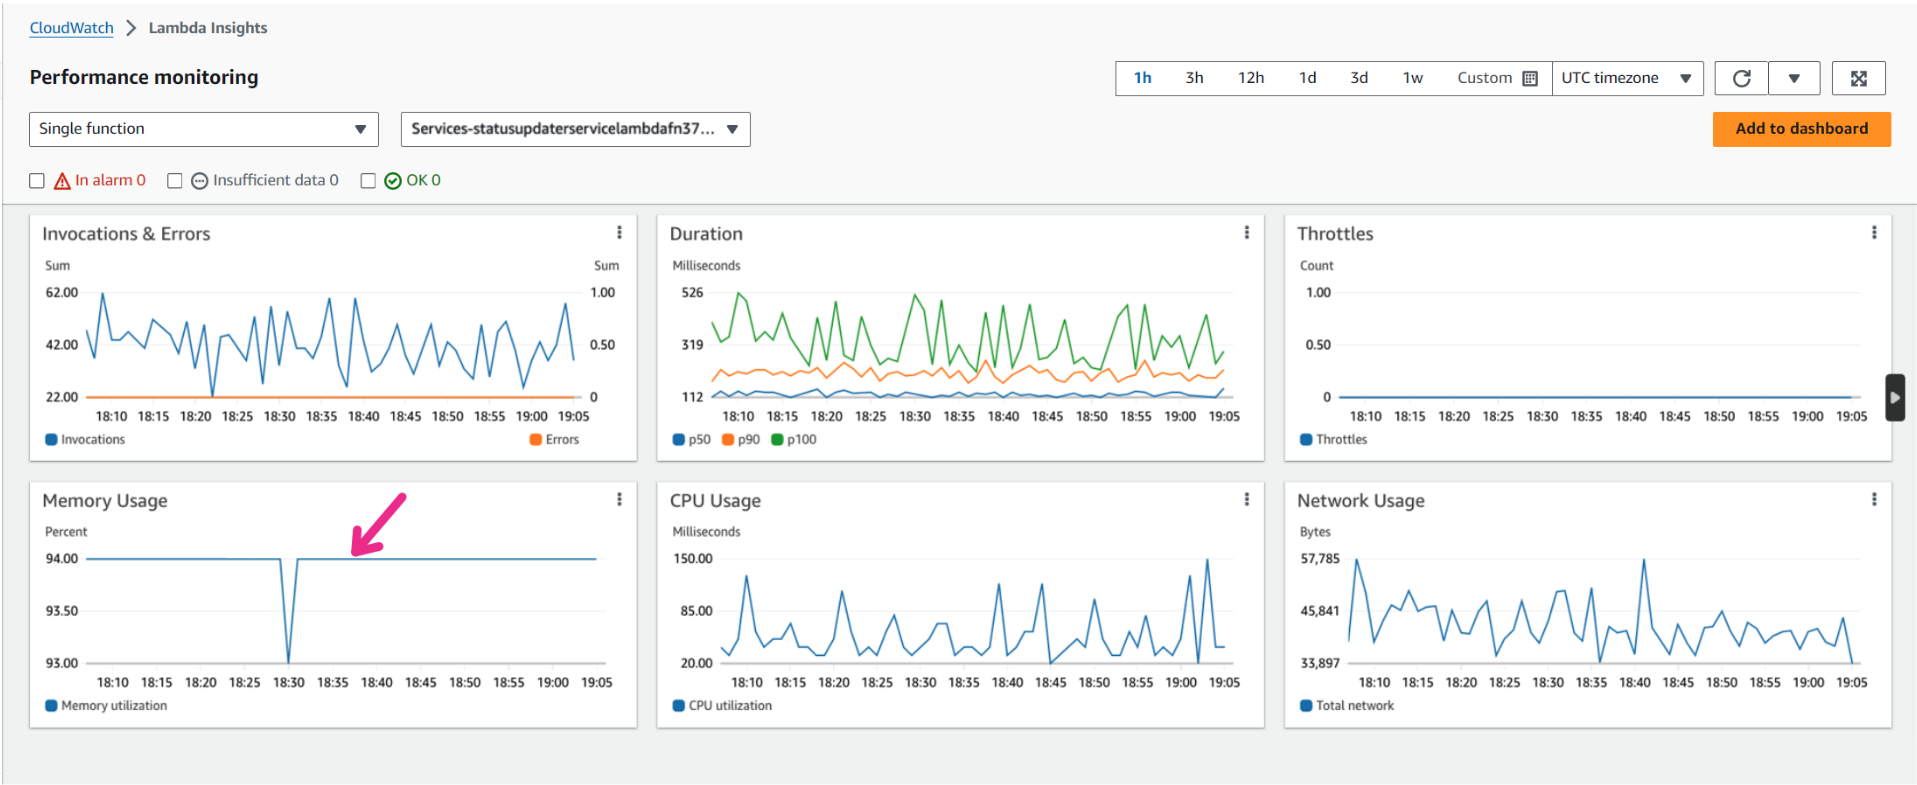 CloudWatch > Lambda Insights
Performance monitoring
1h 3h 12h 1d 3d 1w Custom UTC timezone
Single function
Services-statusupdaterservicelambdafn37...
Add to dashboard
In alarm 0 Insufficient data 0 OK 0
Invocations & Errors
Sum Sum
62.00 1.00
42.00 0.50
22.00 0
18:10 18:15 18:20 18:25 18:30 18:35 18:40 18:45 18:50 18:55 19:00 19:05
Invocations Errors
Duration
Milliseconds
526
319
112
18:10 18:15 18:20 18:25 18:30 18:35 18:40 18:45 18:50 18:55 19:00 19:05
p50 p90 p100
Throttles
Count
1.00
0.50
0
18:10 18:15 18:20 18:25 18:30 18:35 18:40 18:45 18:50 18:55 19:00 19:05
Throttles
Memory Usage
Percent
94.00
93.50
93.00
18:10 18:15 18:20 18:25 18:30 18:35 18:40 18:45 18:50 18:55 19:00 19:05
Memory utilization
CPU Usage
Milliseconds
150.00
85.00
20.00
18:10 18:15 18:20 18:25 18:30 18:35 18:40 18:45 18:50 18:55 19:00 19:05
CPU utilization
Network Usage
Bytes
57,785
45,841
33,897
18:10 18:15 18:20 18:25 18:30 18:35 18:40 18:45 18:50 18:55 19:00 19:05
Total network